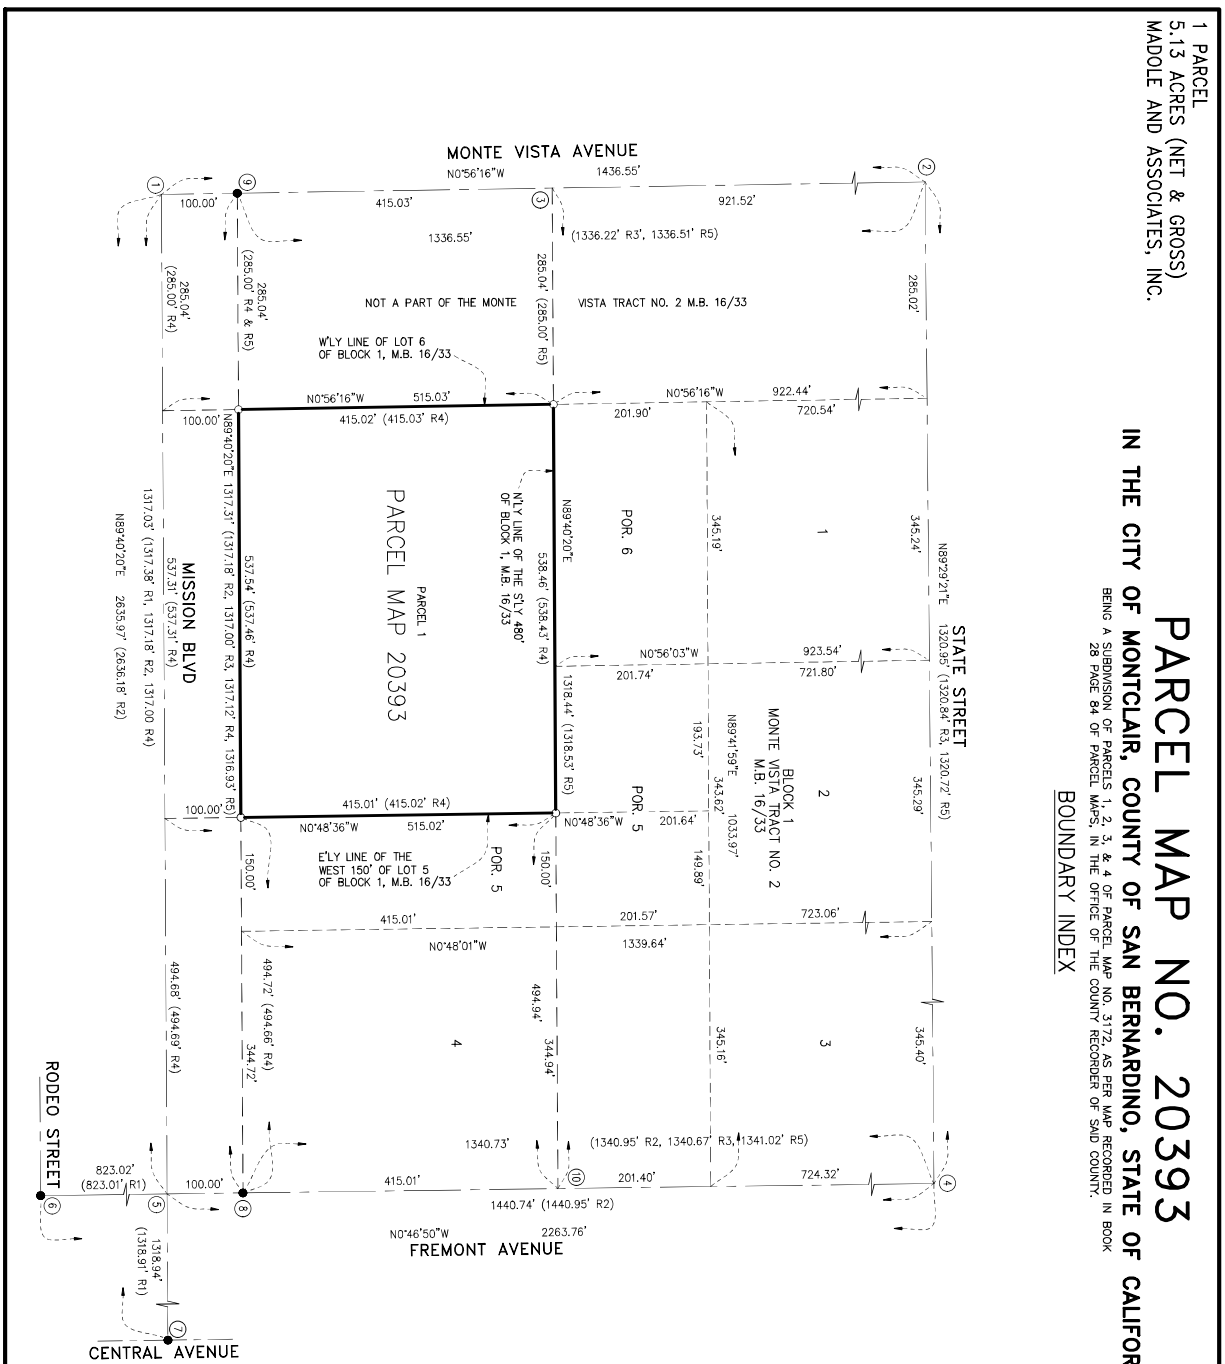 1 PARCEL
5.13 ACRES (NET & GROSS)
MADOLE AND ASSOCIATES, INC.
PARCEL MAP NO. 20393
IN THE CITY OF MONTCLAIR, COUNTY OF SAN BERNARDINO, STATE OF CALIFOR
BEING A SUBDIVISION OF PARCELS 1, 2, 3, & 4 OF PARCEL MAP NO. 3172, AS PER MAP RECORDED IN BOOK
28 PAGE 84 OF PARCEL MAPS, IN THE OFFICE OF THE COUNTY RECORDER OF SAID COUNTY.
BOUNDARY INDEX
MONTE VISTA AVENUE
N0°56'16"W 1436.55'
1
100.00'
9
415.03'
3
921.52'
2
1336.55'
(1336.22' R3', 1336.51' R5)
285.04'
(285.00' R4)
285.04'
(285.00' R4 & R5)
285.04' (285.00' R5)
285.02'
NOT A PART OF THE MONTE VISTA TRACT NO. 2 M.B. 16/33
W'LY LINE OF LOT 6
OF BLOCK 1, M.B. 16/33
N0°56'16"W 515.03'
N0°56'16"W 922.44'
100.00'
415.02' (415.03' R4)
201.90'
720.54'
N'LY LINE OF THE S'LY 480'
OF BLOCK 1, M.B. 16/33
N89°40'20"E 1318.44' (1318.53' R5)
538.46' (538.43' R4)
POR. 6
345.19'
1
345.24'
STATE STREET
N89°29'21"E 1320.95' (1320.84' R3, 1320.72' R5)
PARCEL 1
PARCEL MAP 20393
537.54' (537.46' R4)
N89°40'20"E 1317.31' (1317.18' R2, 1317.00' R3, 1317.12' R4, 1316.93' R5)
MISSION BLVD
537.31' (537.31' R4)
1317.03' (1317.38' R1, 1317.18' R2, 1317.00 R4)
N89°40'20"E 2635.97' (2636.18' R2)
N0°56'03"W 923.54'
201.74'
721.80'
BLOCK 1
MONTE VISTA TRACT NO. 2
M.B. 16/33
N89°41'59"E 1033.97'
193.73'
343.62'
149.89'
2
345.29'
POR. 5
100.00'
415.01' (415.02' R4)
N0°48'36"W 515.02'
N0°48'36"W 201.64'
E'LY LINE OF THE
WEST 150' OF LOT 5
OF BLOCK 1, M.B. 16/33
POR. 5
150.00'
150.00'
415.01'
201.57'
723.06'
N0°48'01"W 1339.64'
494.68' (494.69' R4)
494.72' (494.66' R4)
344.72'
494.94'
344.94'
4
345.16'
3
345.40'
1340.73'
(1340.95' R2, 1340.67' R3, 1341.02' R5)
RODEO STREET
6
823.02'
(823.01' R1)
5
100.00'
8
415.01'
10
201.40'
724.32'
4
1440.74' (1440.95' R2)
N0°46'50"W 2263.76'
FREMONT AVENUE
1318.94'
(1318.91' R1)
7
CENTRAL AVENUE